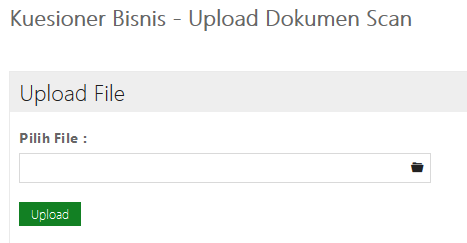 Kuesioner Bisnis - Upload Dokumen Scan
Upload File
Pilih File :
Upload